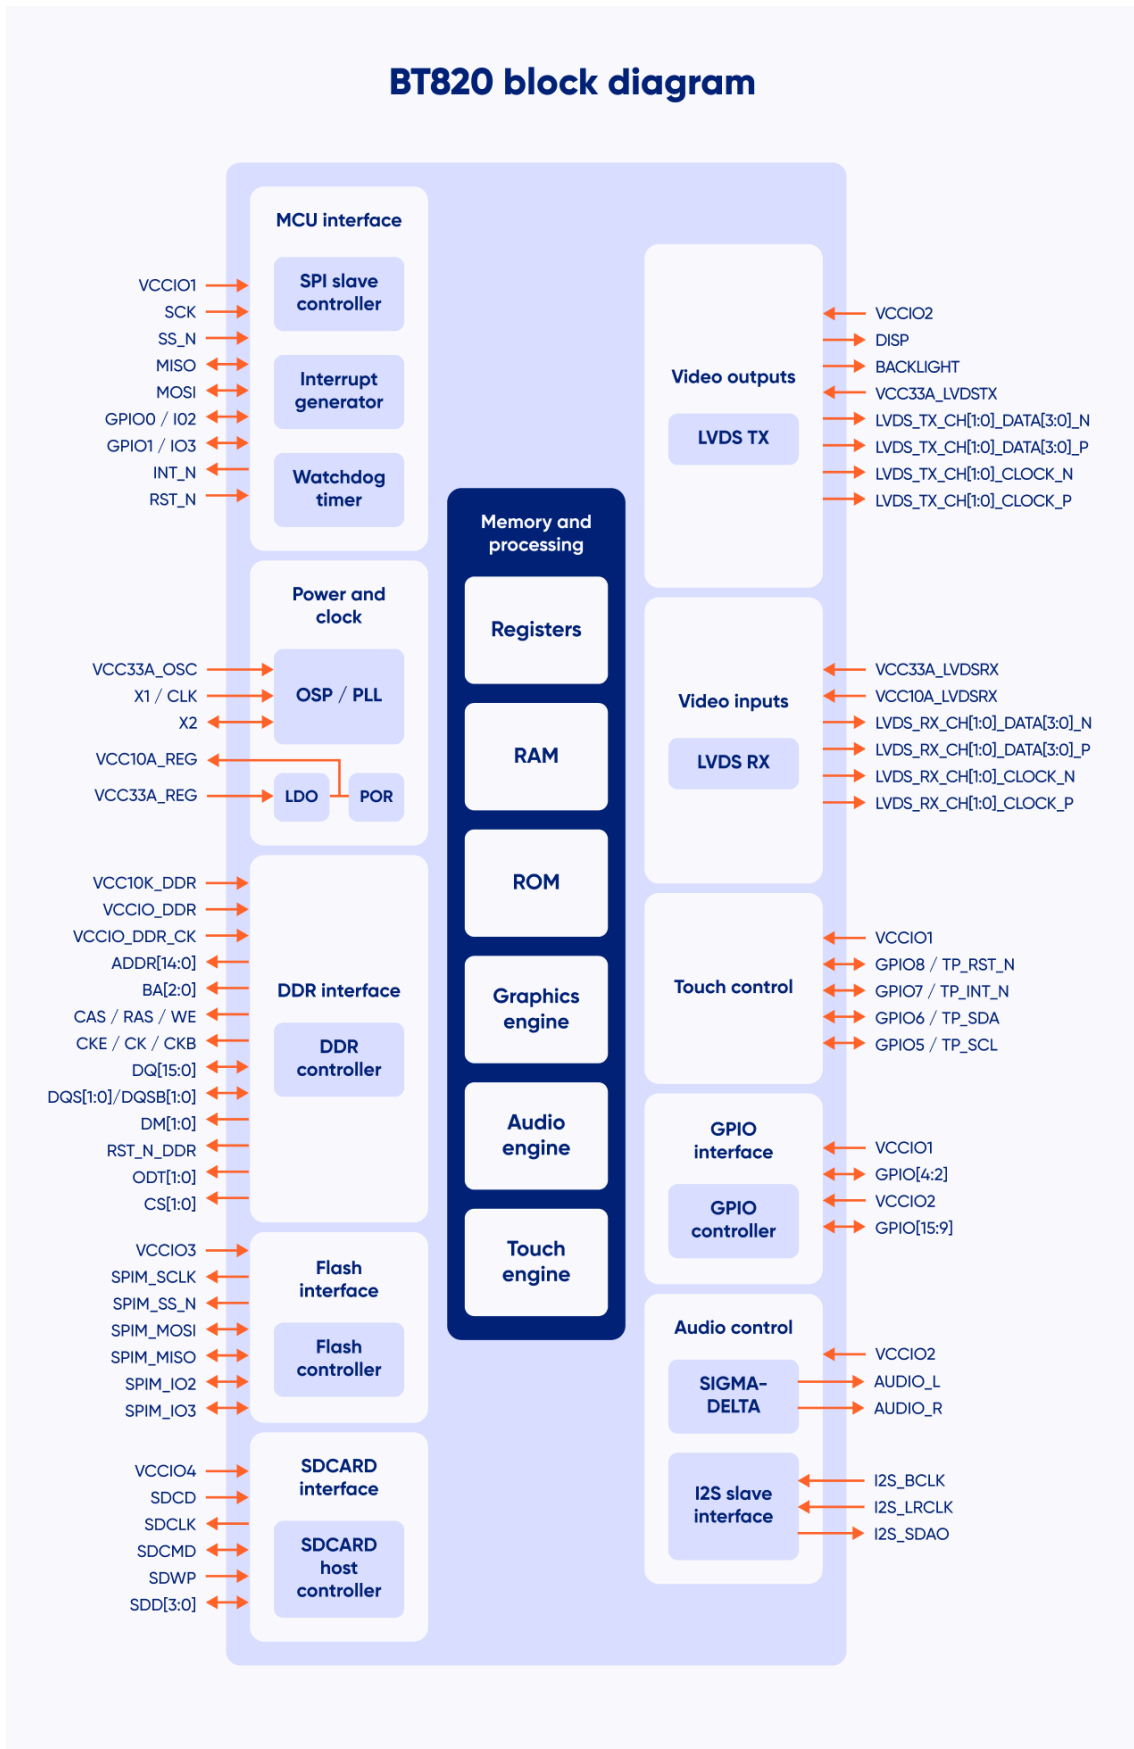 BT820 block diagram
MCU interface
SPI slave
controller
Interrupt
generator
Watchdog
timer
VCCIO1
SCK
SS_N
MISO
MOSI
GPIO0 / I02
GPIO1 / IO3
INT_N
RST_N
Power and
clock
OSP / PLL
LDO
POR
VCC33A_OSC
X1 / CLK
X2
VCC10A_REG
VCC33A_REG
DDR interface
DDR
controller
VCC10K_DDR
VCCIO_DDR
VCCIO_DDR_CK
ADDR[14:0]
BA[2:0]
CAS / RAS / WE
CKE / CK / CKB
DQ[15:0]
DQS[1:0]/DQSB[1:0]
DM[1:0]
RST_N_DDR
ODT[1:0]
CS[1:0]
Flash
interface
Flash
controller
VCCIO3
SPIM_SCLK
SPIM_SS_N
SPIM_MOSI
SPIM_MISO
SPIM_IO2
SPIM_IO3
SDCARD
interface
SDCARD
host
controller
VCCIO4
SDCD
SDCLK
SDCMD
SDWP
SDD[3:0]
Memory and
processing
Registers
RAM
ROM
Graphics
engine
Audio
engine
Touch
engine
Video outputs
LVDS TX
VCCIO2
DISP
BACKLIGHT
VCC33A_LVDSTX
LVDS_TX_CH[1:0]_DATA[3:0]_N
LVDS_TX_CH[1:0]_DATA[3:0]_P
LVDS_TX_CH[1:0]_CLOCK_N
LVDS_TX_CH[1:0]_CLOCK_P
Video inputs
LVDS RX
VCC33A_LVDSRX
VCC10A_LVDSRX
LVDS_RX_CH[1:0]_DATA[3:0]_N
LVDS_RX_CH[1:0]_DATA[3:0]_P
LVDS_RX_CH[1:0]_CLOCK_N
LVDS_RX_CH[1:0]_CLOCK_P
Touch control
VCCIO1
GPIO8 / TP_RST_N
GPIO7 / TP_INT_N
GPIO6 / TP_SDA
GPIO5 / TP_SCL
GPIO
interface
GPIO
controller
VCCIO1
GPIO[4:2]
VCCIO2
GPIO[15:9]
Audio control
SIGMA-
DELTA
I2S slave
interface
VCCIO2
AUDIO_L
AUDIO_R
I2S_BCLK
I2S_LRCLK
I2S_SDAO